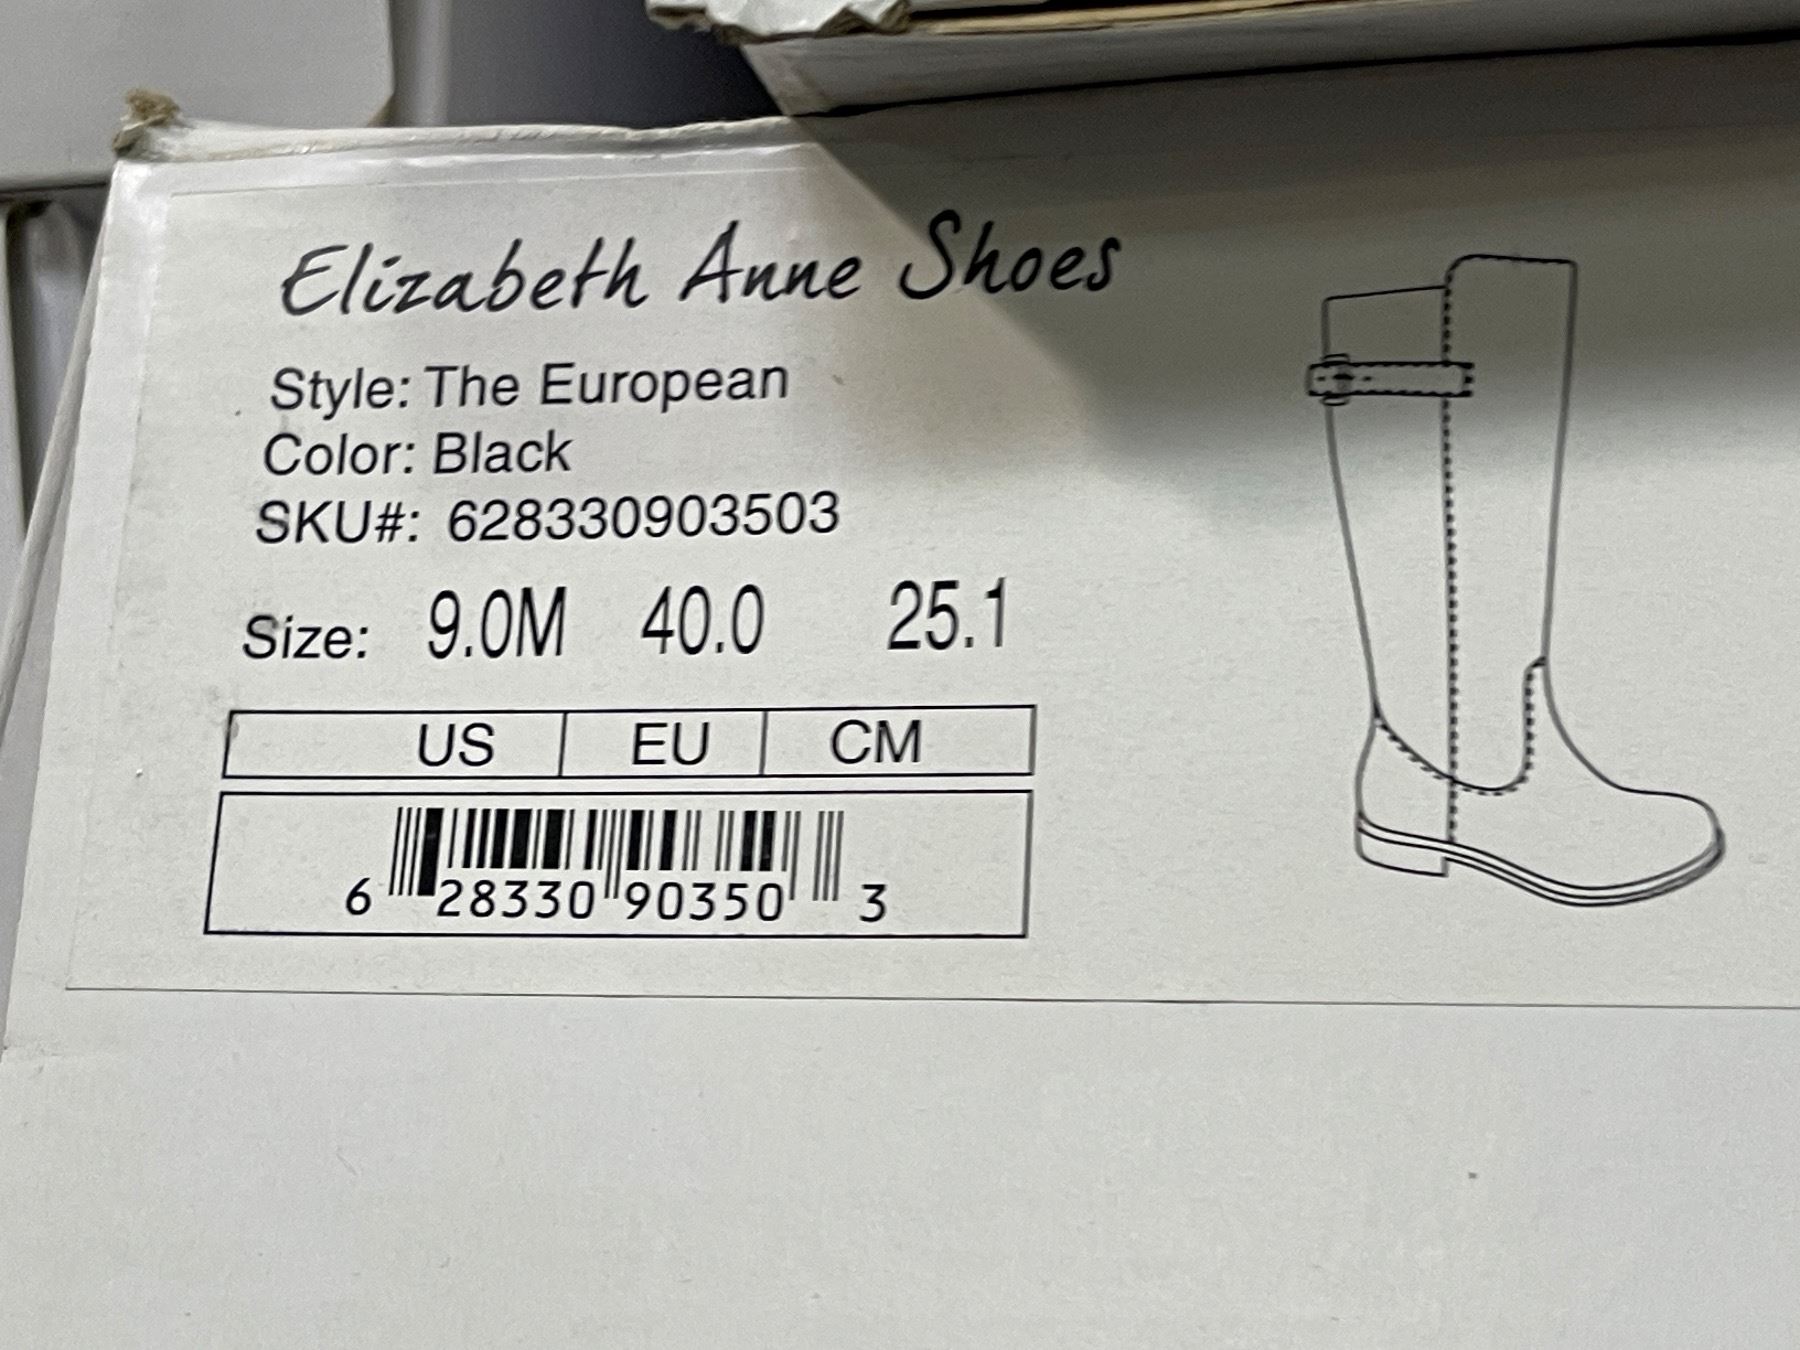 Elizabeth Anne Shoes
Style: The European
Color: Black
SKU#: 628330903503
Size: 9.0M 40.0 25.1
US EU CM
6 28330 90350 3